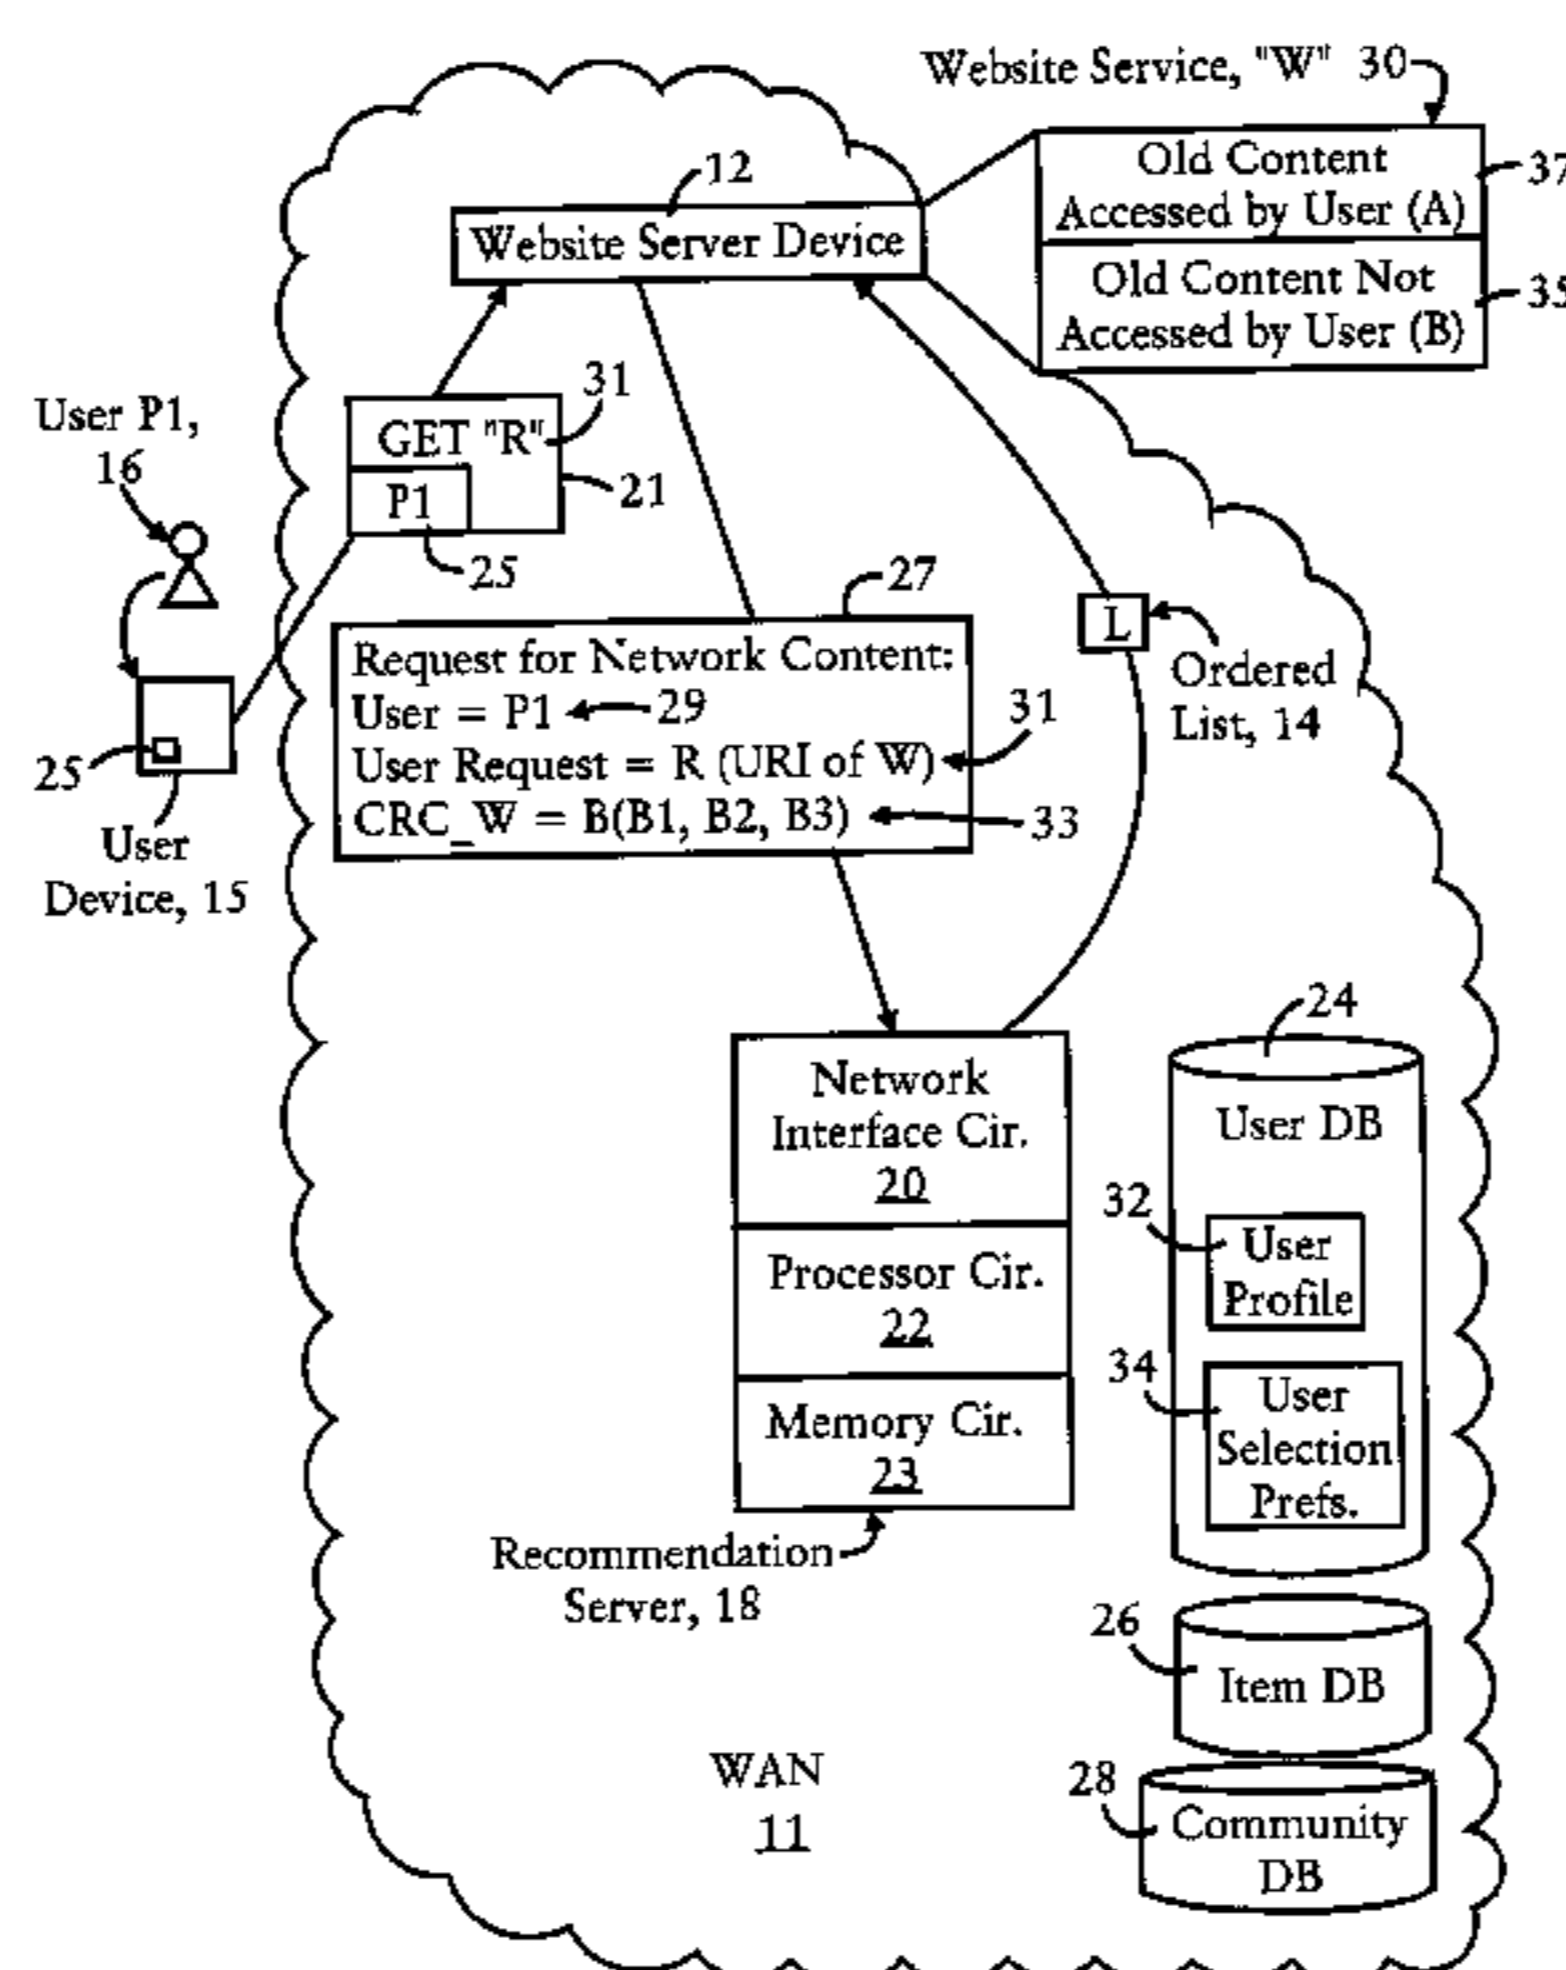 Website Service, "W" 30
Old Content
Accessed by User (A)
37
12
Website Server Device
Old Content Not
Accessed by User (B)
35
31
GET "R"
User P1,
16
P1
21
25
27
L
Request for Network Content:
User = P1
29
31
User Request = R (URI of W)
CRC_W = B(B1, B2, B3)
33
Ordered
List, 14
25
User
Device, 15
24
Network
Interface Cir.
20
User DB
32
User
Profile
Processor Cir.
22
34
User
Selection
Prefs.
Memory Cir.
23
Recommendation
Server, 18
26
Item DB
WAN
11
28
Community
DB